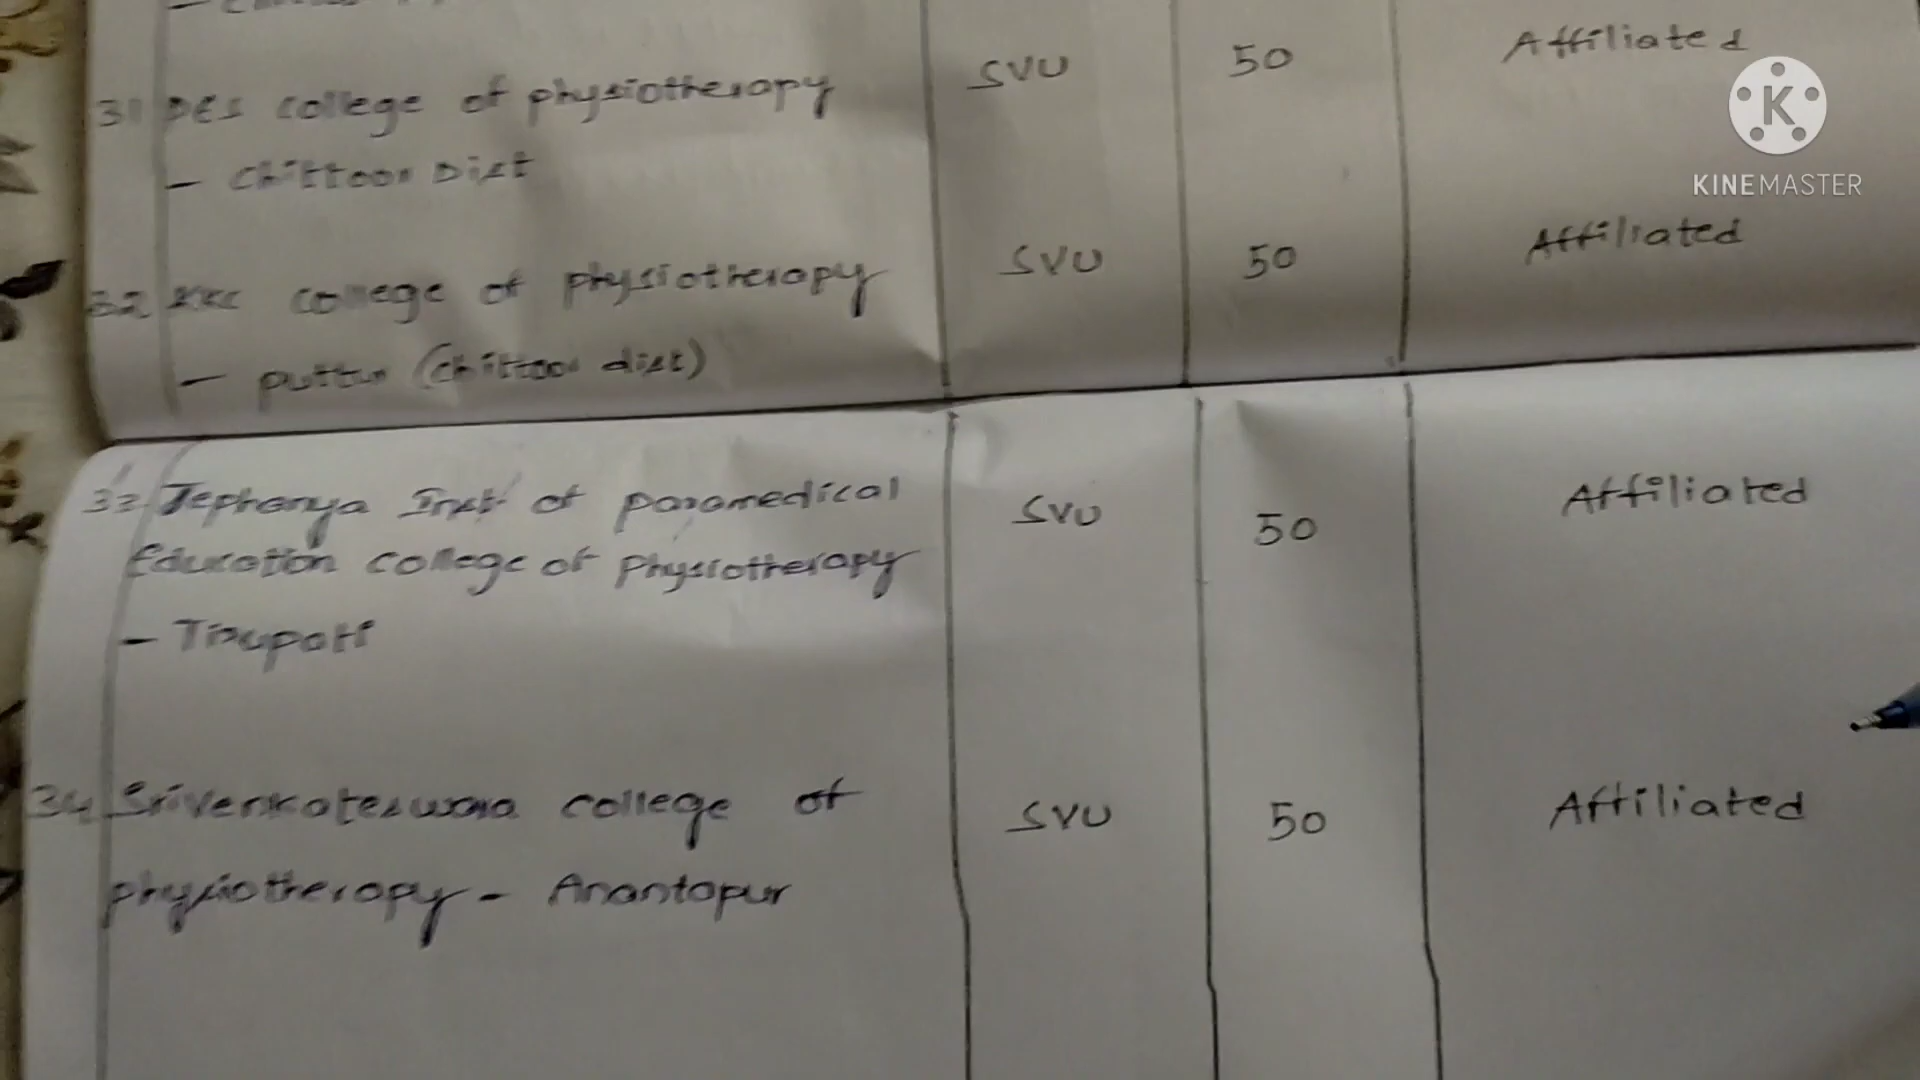 31 PES college of physiotherapy SVU 50 Affiliated
- Chittoor Dist
32 KKC college of physiotherapy SVU 50 Affiliated
- puttur (Chittoor dist)
33 Tephanya Inst of paramedical SVU 50 Affiliated
Education college of Physiotherapy
- Tirupati
34 Srivenkateswara college of SVU 50 Affiliated
physiotherapy - Anantapur
K
KINEMASTER